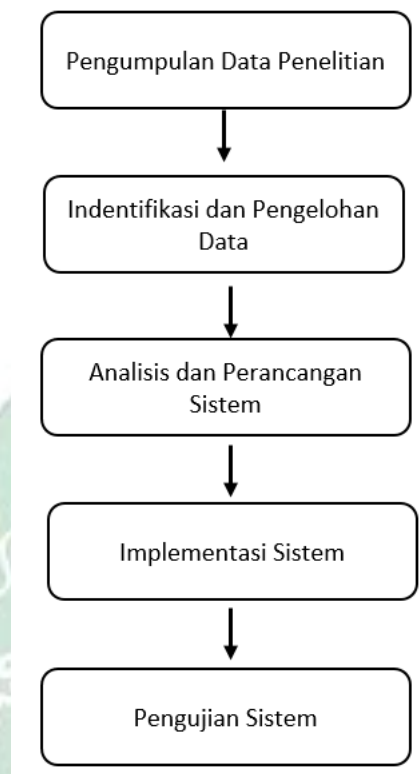 Pengumpulan Data Penelitian
Indentifikasi dan Pengelohan
Data
Analisis dan Perancangan
Sistem
Implementasi Sistem
Pengujian Sistem